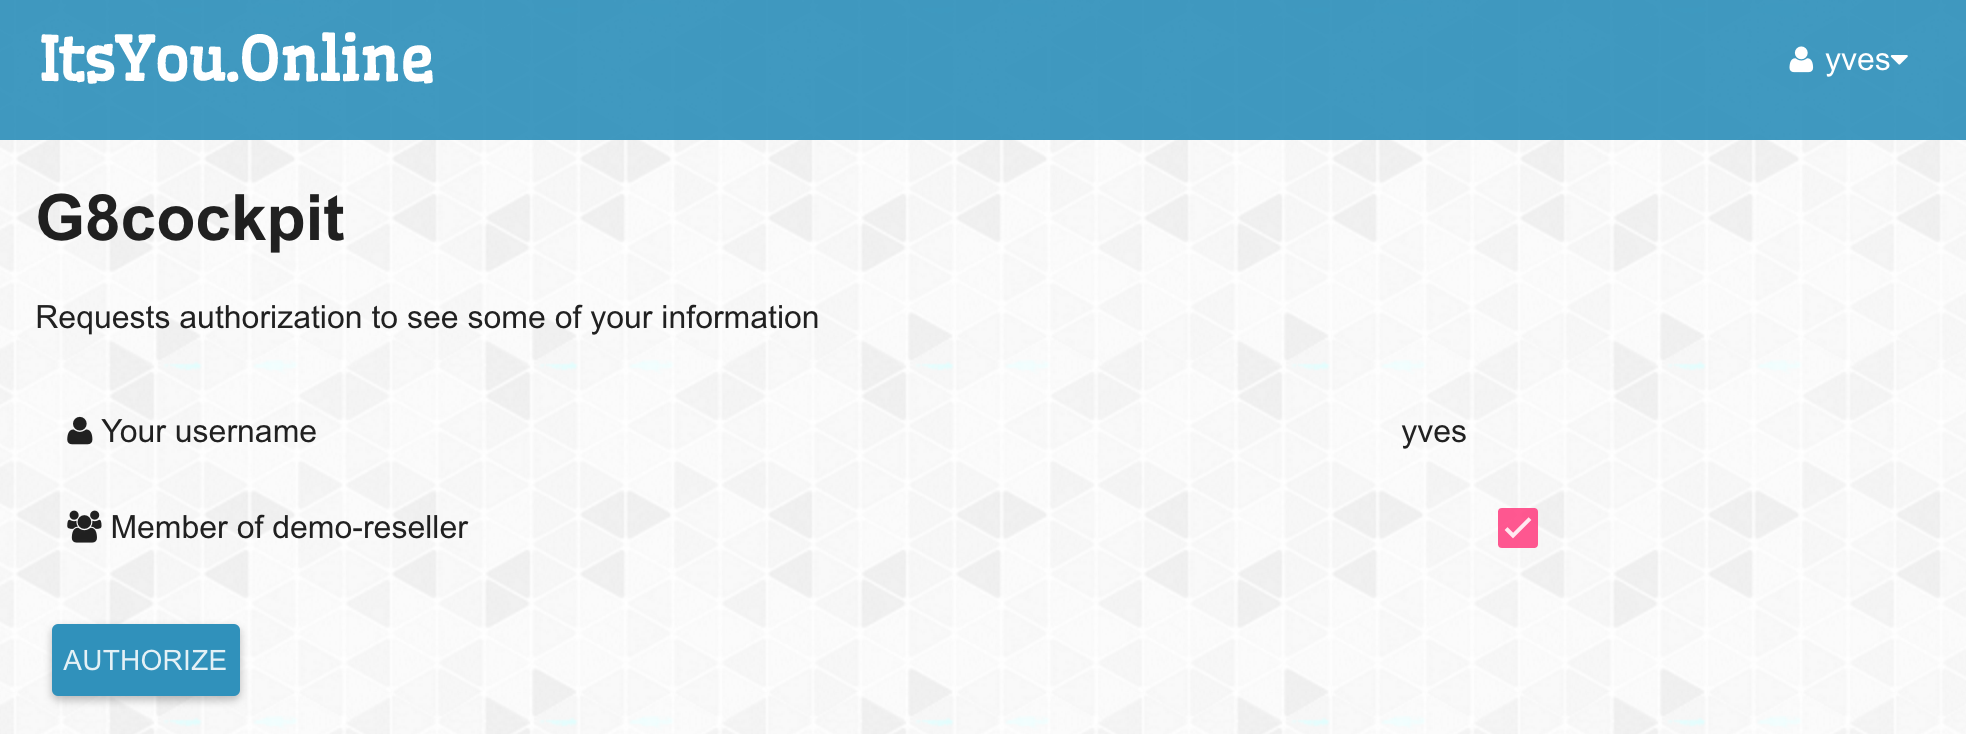 ItsYou.Online
yves
G8cockpit
Requests authorization to see some of your information
Your username yves
Member of demo-reseller
AUTHORIZE